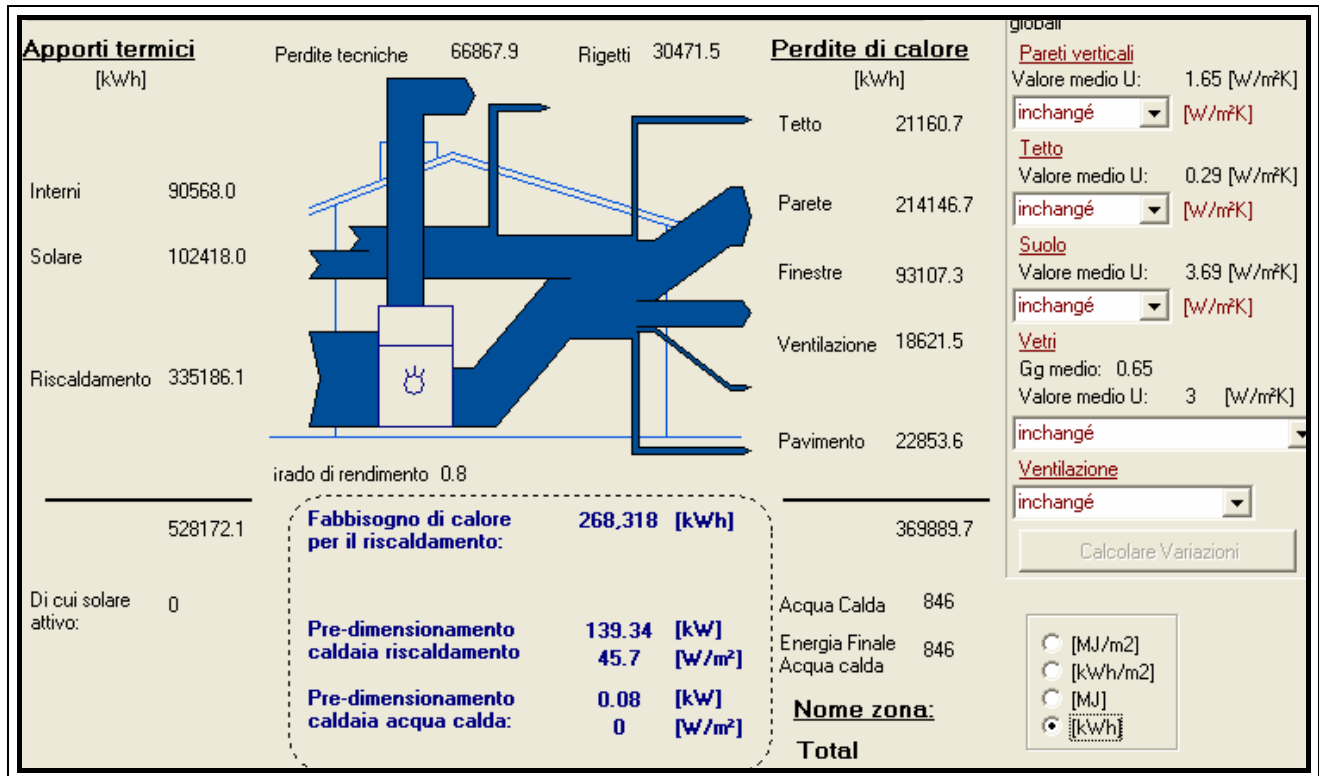 Apporti termici
[kWh]
Interni 90568.0
Solare 102418.0
Riscaldamento 335186.1
528172.1
Di cui solare attivo: 0
Perdite tecniche 66867.9 Rigetti 30471.5
irado di rendimento 0.8
Fabbisogno di calore 268,318 [kWh]
per il riscaldamento:
Pre-dimensionamento 139.34 [kW]
caldaia riscaldamento 45.7 [W/m²]
Pre-dimensionamento 0.08 [kW]
caldaia acqua calda: 0 [W/m²]
Perdite di calore
[kWh]
Tetto 21160.7
Parete 214146.7
Finestre 93107.3
Ventilazione 18621.5
Pavimento 22853.6
369889.7
Acqua Calda 846
Energia Finale 846
Acqua calda
Nome zona:
Total
globali
Pareti verticali
Valore medio U: 1.65 [W/m²K]
inchangé [W/m²K]
Tetto
Valore medio U: 0.29 [W/m²K]
inchangé [W/m²K]
Suolo
Valore medio U: 3.69 [W/m²K]
inchangé [W/m²K]
Vetri
Gg medio: 0.65
Valore medio U: 3 [W/m²K]
inchangé
Ventilazione
inchangé
Calcolare Variazioni
[MJ/m2]
[kWh/m2]
[MJ]
[kWh]